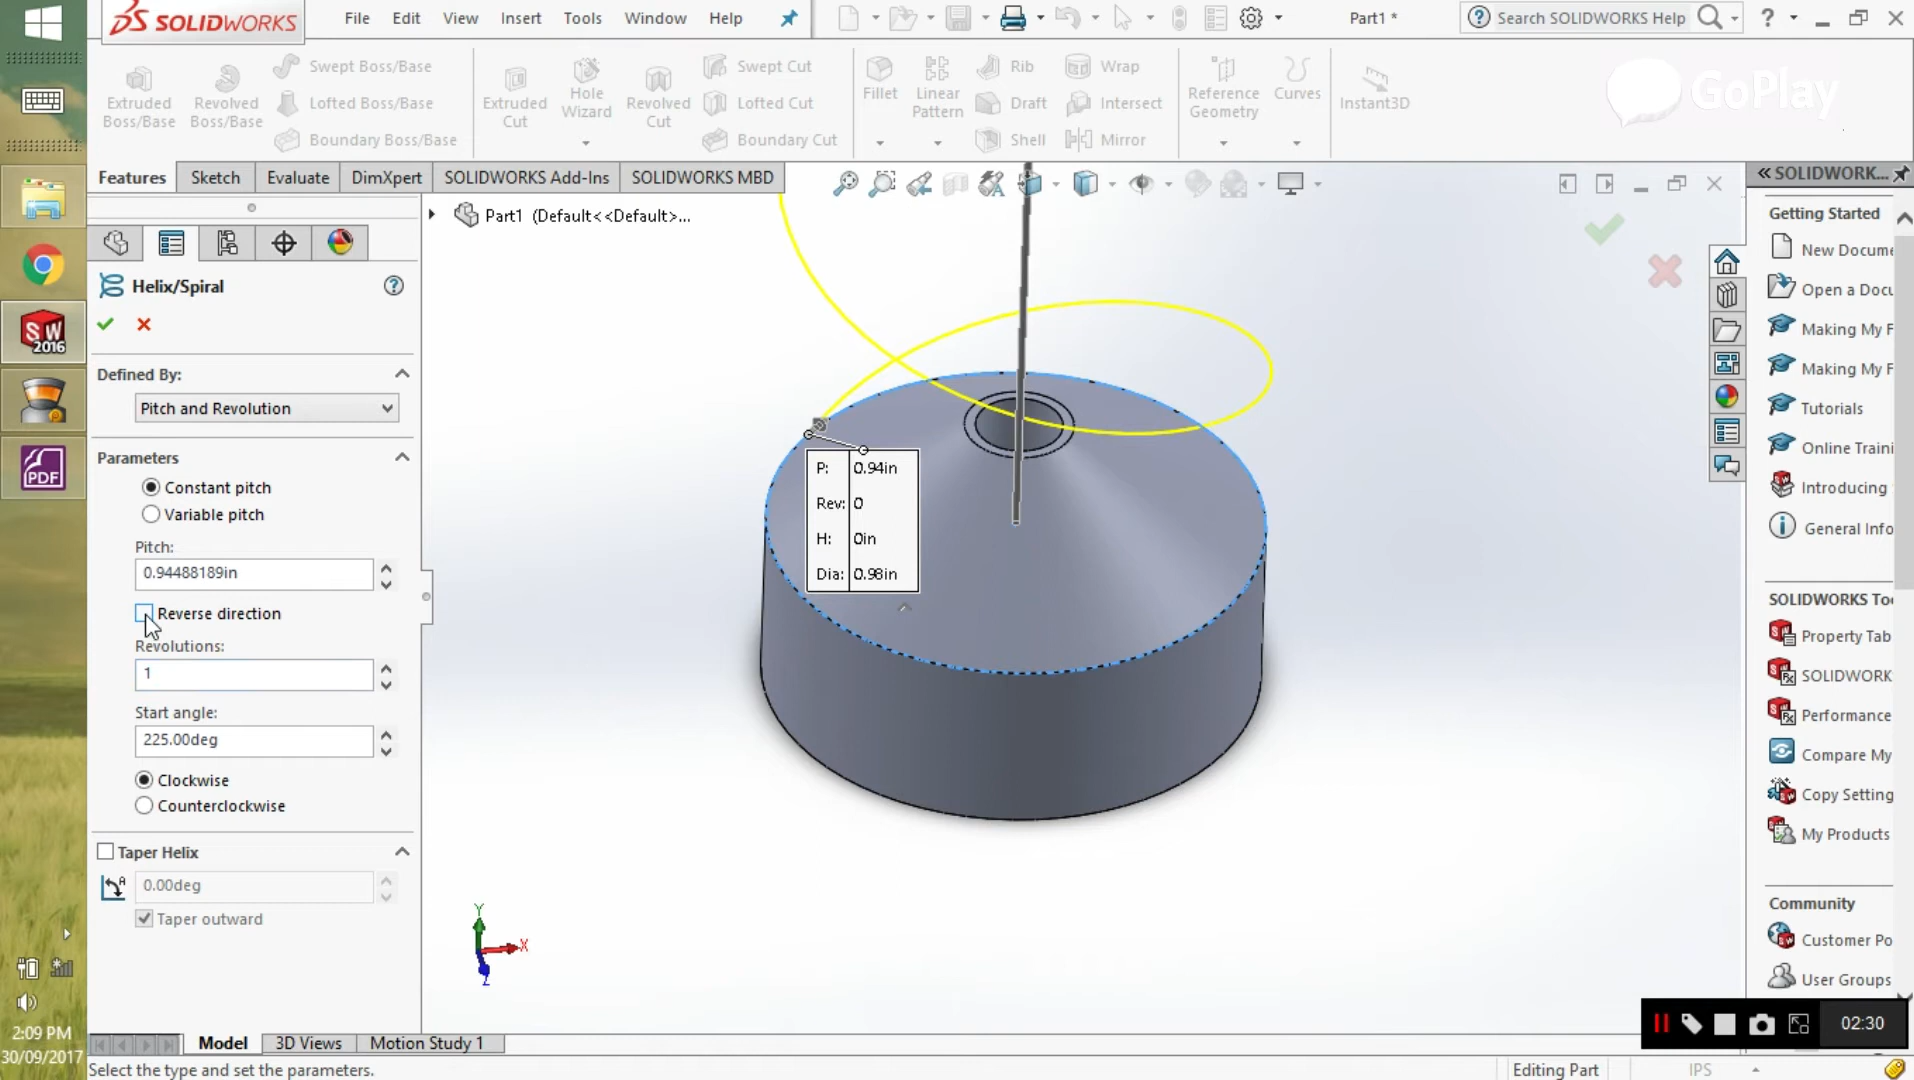 SOLIDWORKS File Edit View Insert Tools Window Help Part1 * Search SOLIDWORKS Help ?
Extruded Boss/Base
Revolved Boss/Base
Swept Boss/Base
Lofted Boss/Base
Boundary Boss/Base
Extruded Cut
Hole Wizard
Revolved Cut
Swept Cut
Lofted Cut
Boundary Cut
Fillet
Linear Pattern
Rib
Draft
Shell
Wrap
Intersect
Mirror
Reference Geometry
Curves
Instant3D
GoPlay
Features Sketch Evaluate DimXpert SOLIDWORKS Add-Ins SOLIDWORKS MBD
Part1 (Default<<Default>...
Helix/Spiral
Defined By:
Pitch and Revolution
Parameters
Constant pitch
Variable pitch
Pitch:
0.94488189in
Reverse direction
Revolutions:
1
Start angle:
225.00deg
Clockwise
Counterclockwise
Taper Helix
0.00deg
Taper outward
P: 0.94in
Rev: 0
H: 0in
Dia: 0.98in
Y
X
Z
SOLIDWORK...
Getting Started
New Docume
Open a Docu
Making My F
Making My F
Tutorials
Online Traini
Introducing
General Info
SOLIDWORKS Too
Property Tab
SOLIDWORK
Performance
Compare My
Copy Setting
My Products
Community
Customer Po
User Groups
SW
2016
PDF
2:09 PM
30/09/2017
02:30
Model 3D Views Motion Study 1
Select the type and set the parameters. Editing Part IPS